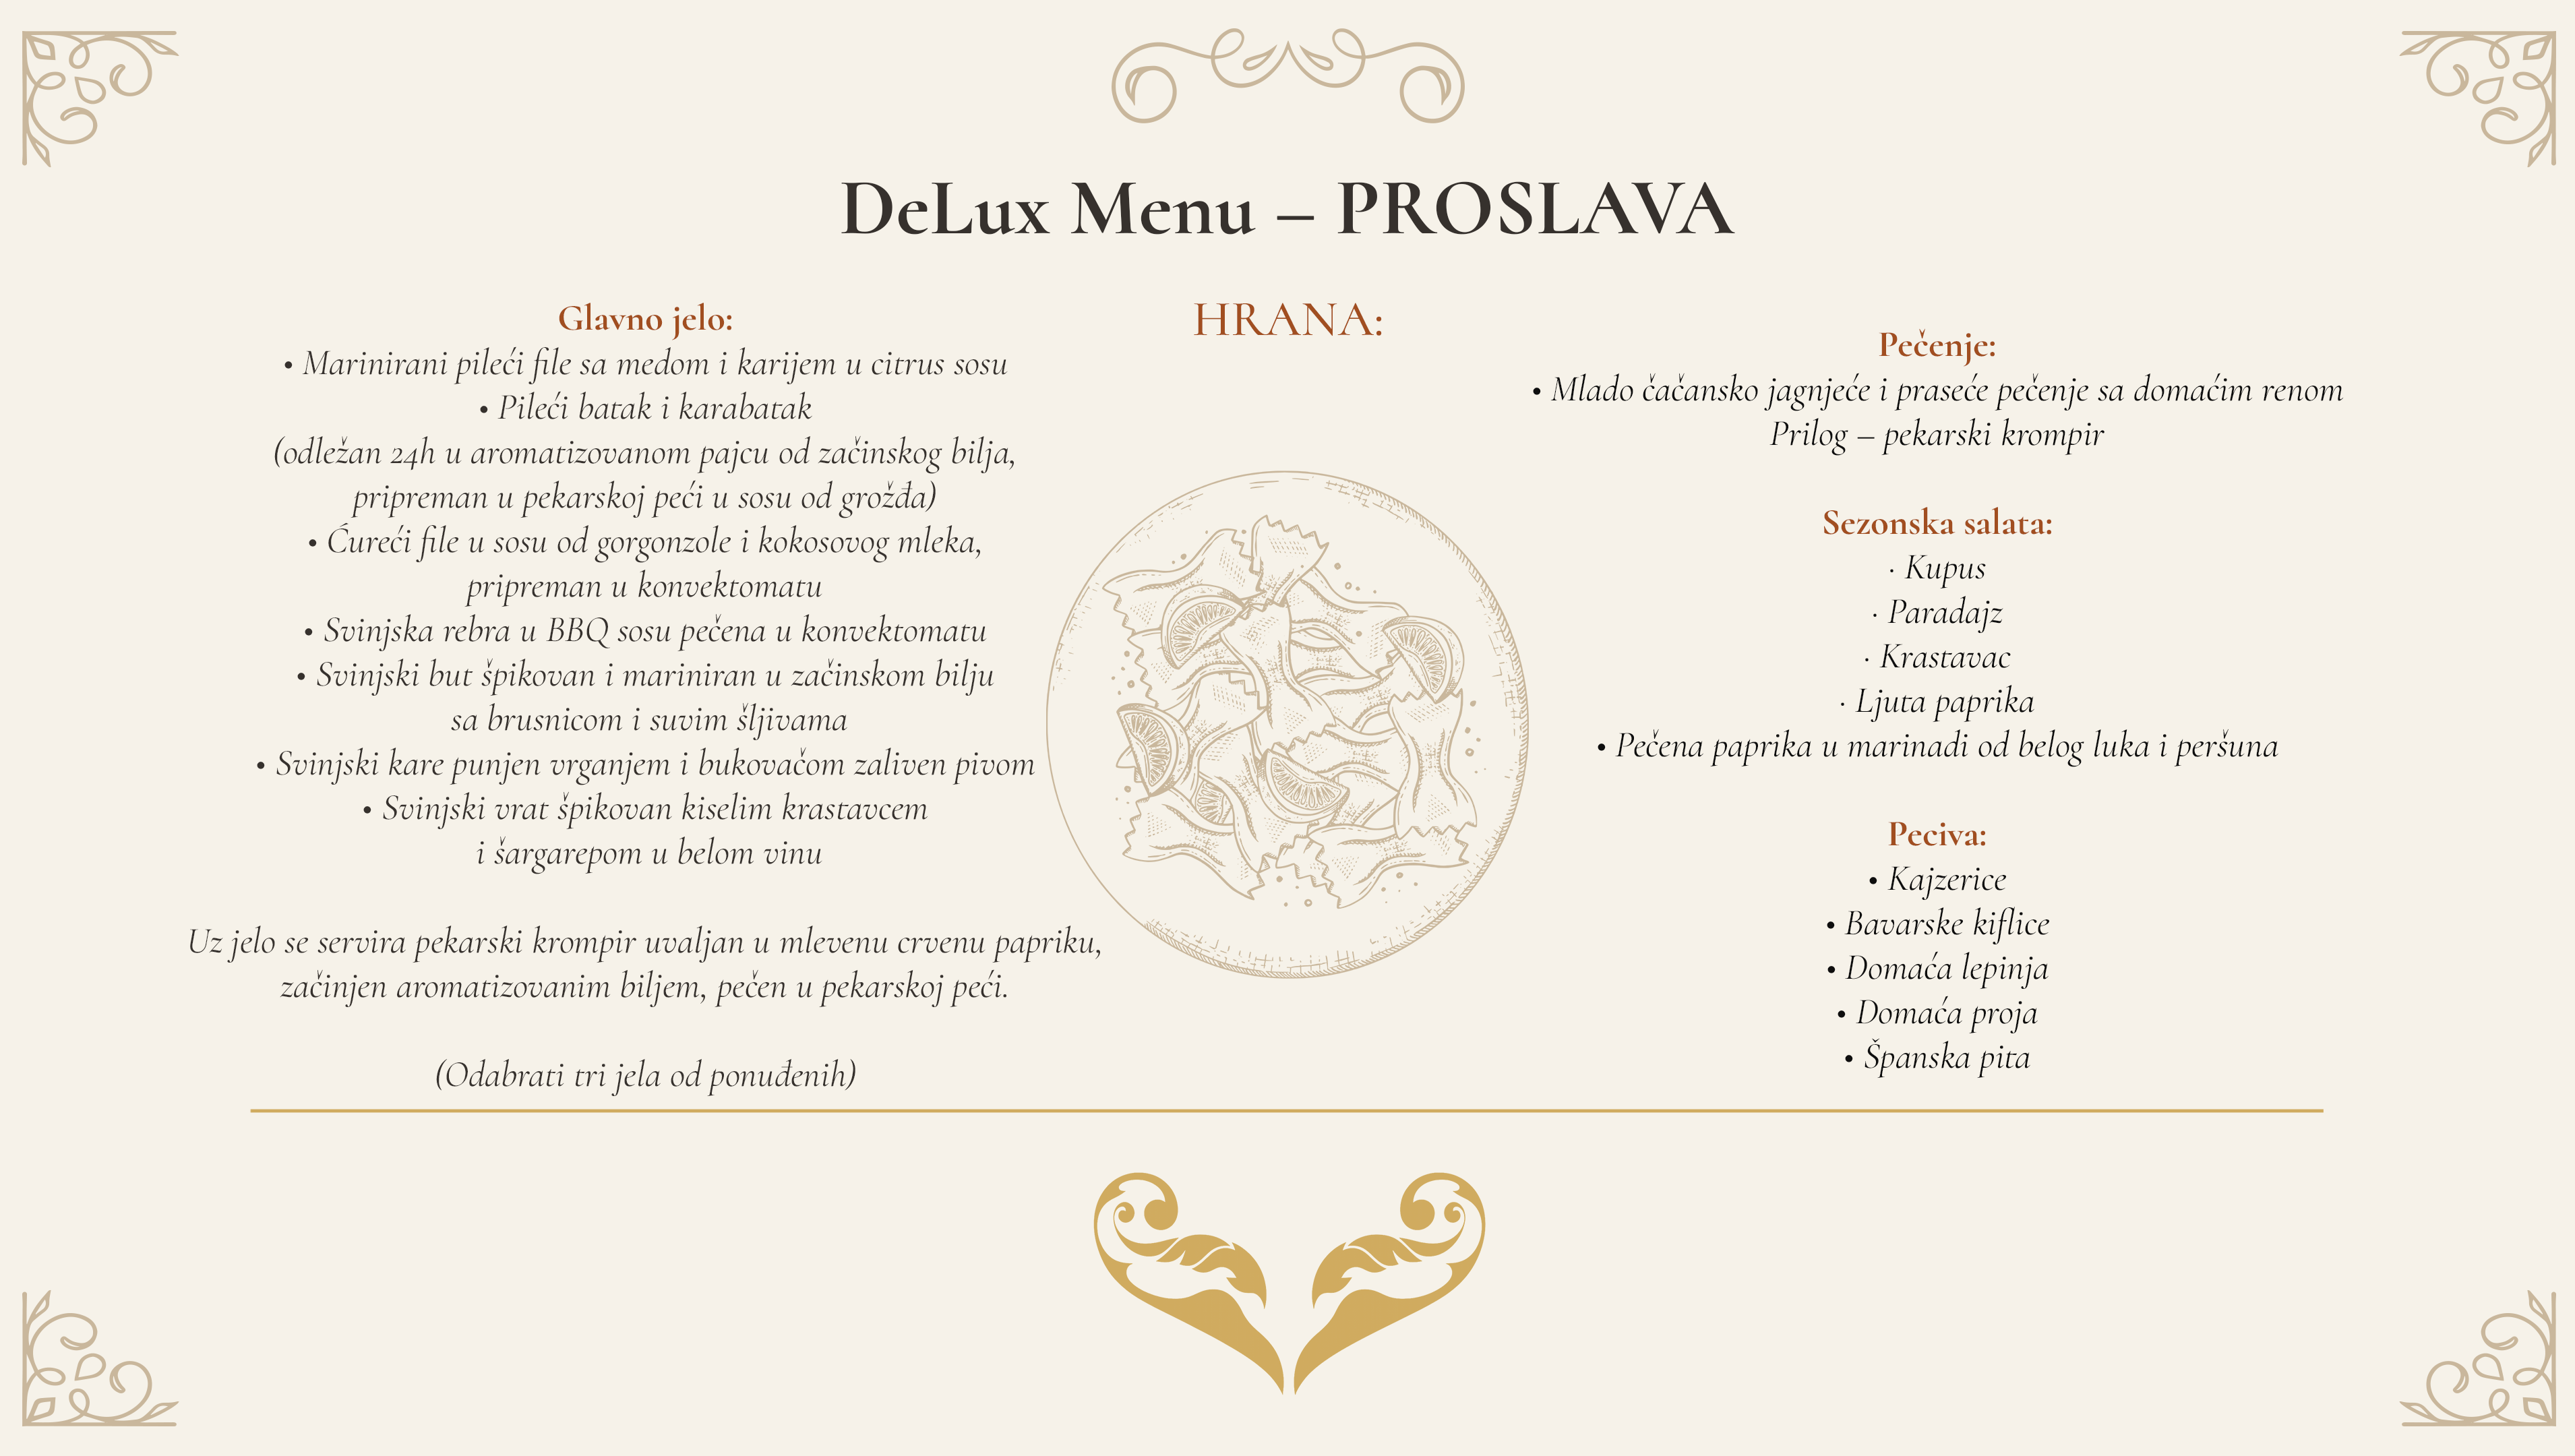 DeLux Menu – PROSLAVA
HRANA:
Glavno jelo:
• Marinirani pileći file sa medom i karijem u citrus sosu
• Pileći batak i karabatak
(odležan 24h u aromatizovanom pajcu od začinskog bilja,
pripreman u pekarskoj peći u sosu od grožđa)
• Ćureći file u sosu od gorgonzole i kokosovog mleka,
pripreman u konvektomatu
• Svinjska rebra u BBQ sosu pečena u konvektomatu
• Svinjski but špikovan i mariniran u začinskom bilju
sa brusnicom i suvim šljivama
• Svinjski kare punjen vrganjem i bukovačom zaliven pivom
• Svinjski vrat špikovan kiselim krastavcem
i šargarepom u belom vinu
Uz jelo se servira pekarski krompir uvaljan u mlevenu crvenu papriku,
začinjen aromatizovanim biljem, pečen u pekarskoj peći.
(Odabrati tri jela od ponuđenih)
Pečenje:
• Mlado čačansko jagnjeće i praseće pečenje sa domaćim renom
Prilog – pekarski krompir
Sezonska salata:
· Kupus
· Paradajz
· Krastavac
· Ljuta paprika
• Pečena paprika u marinadi od belog luka i peršuna
Peciva:
• Kajzerice
• Bavarske kiflice
• Domaća lepinja
• Domaća proja
• Španska pita